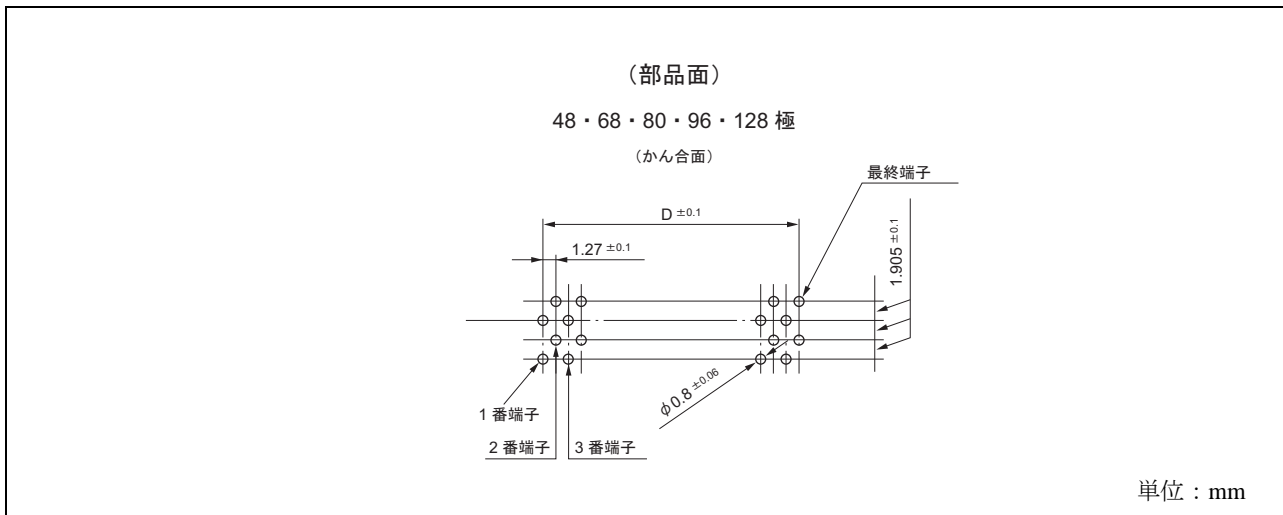 （部品面）
48・68・80・96・128 極
（かん合面）
最終端子
D ±0.1
1.27 ±0.1
1.905 ±0.1
φ0.8 ±0.06
1 番端子
2 番端子
3 番端子
単位：mm